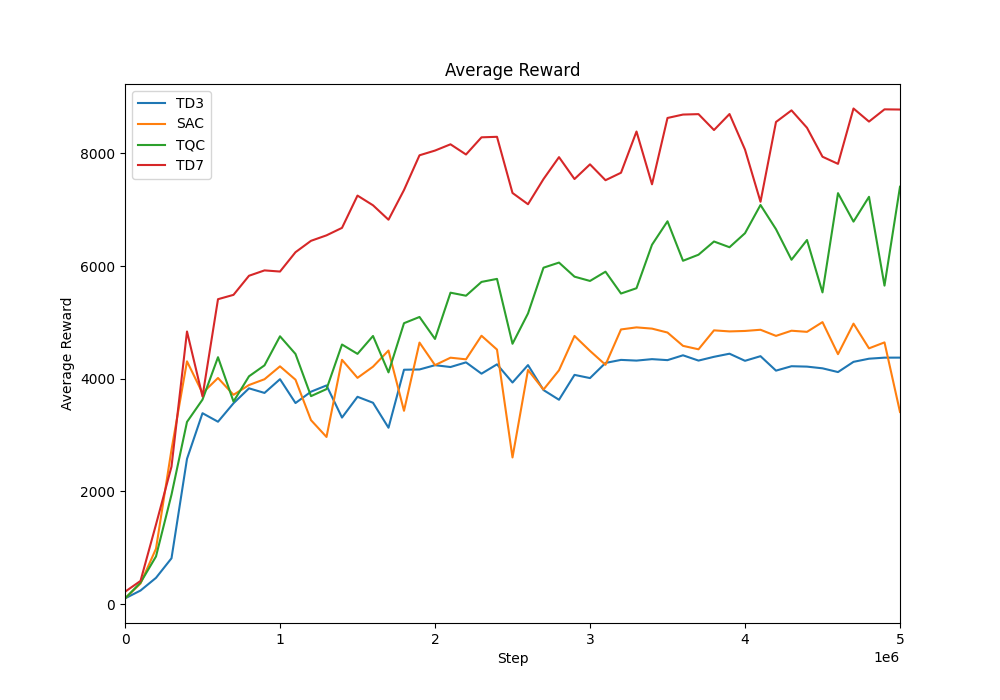 Average Reward
TD3
SAC
TQC
TD7
8000
6000
4000
2000
0
Average Reward
0 1 2 3 4 5
1e6
Step